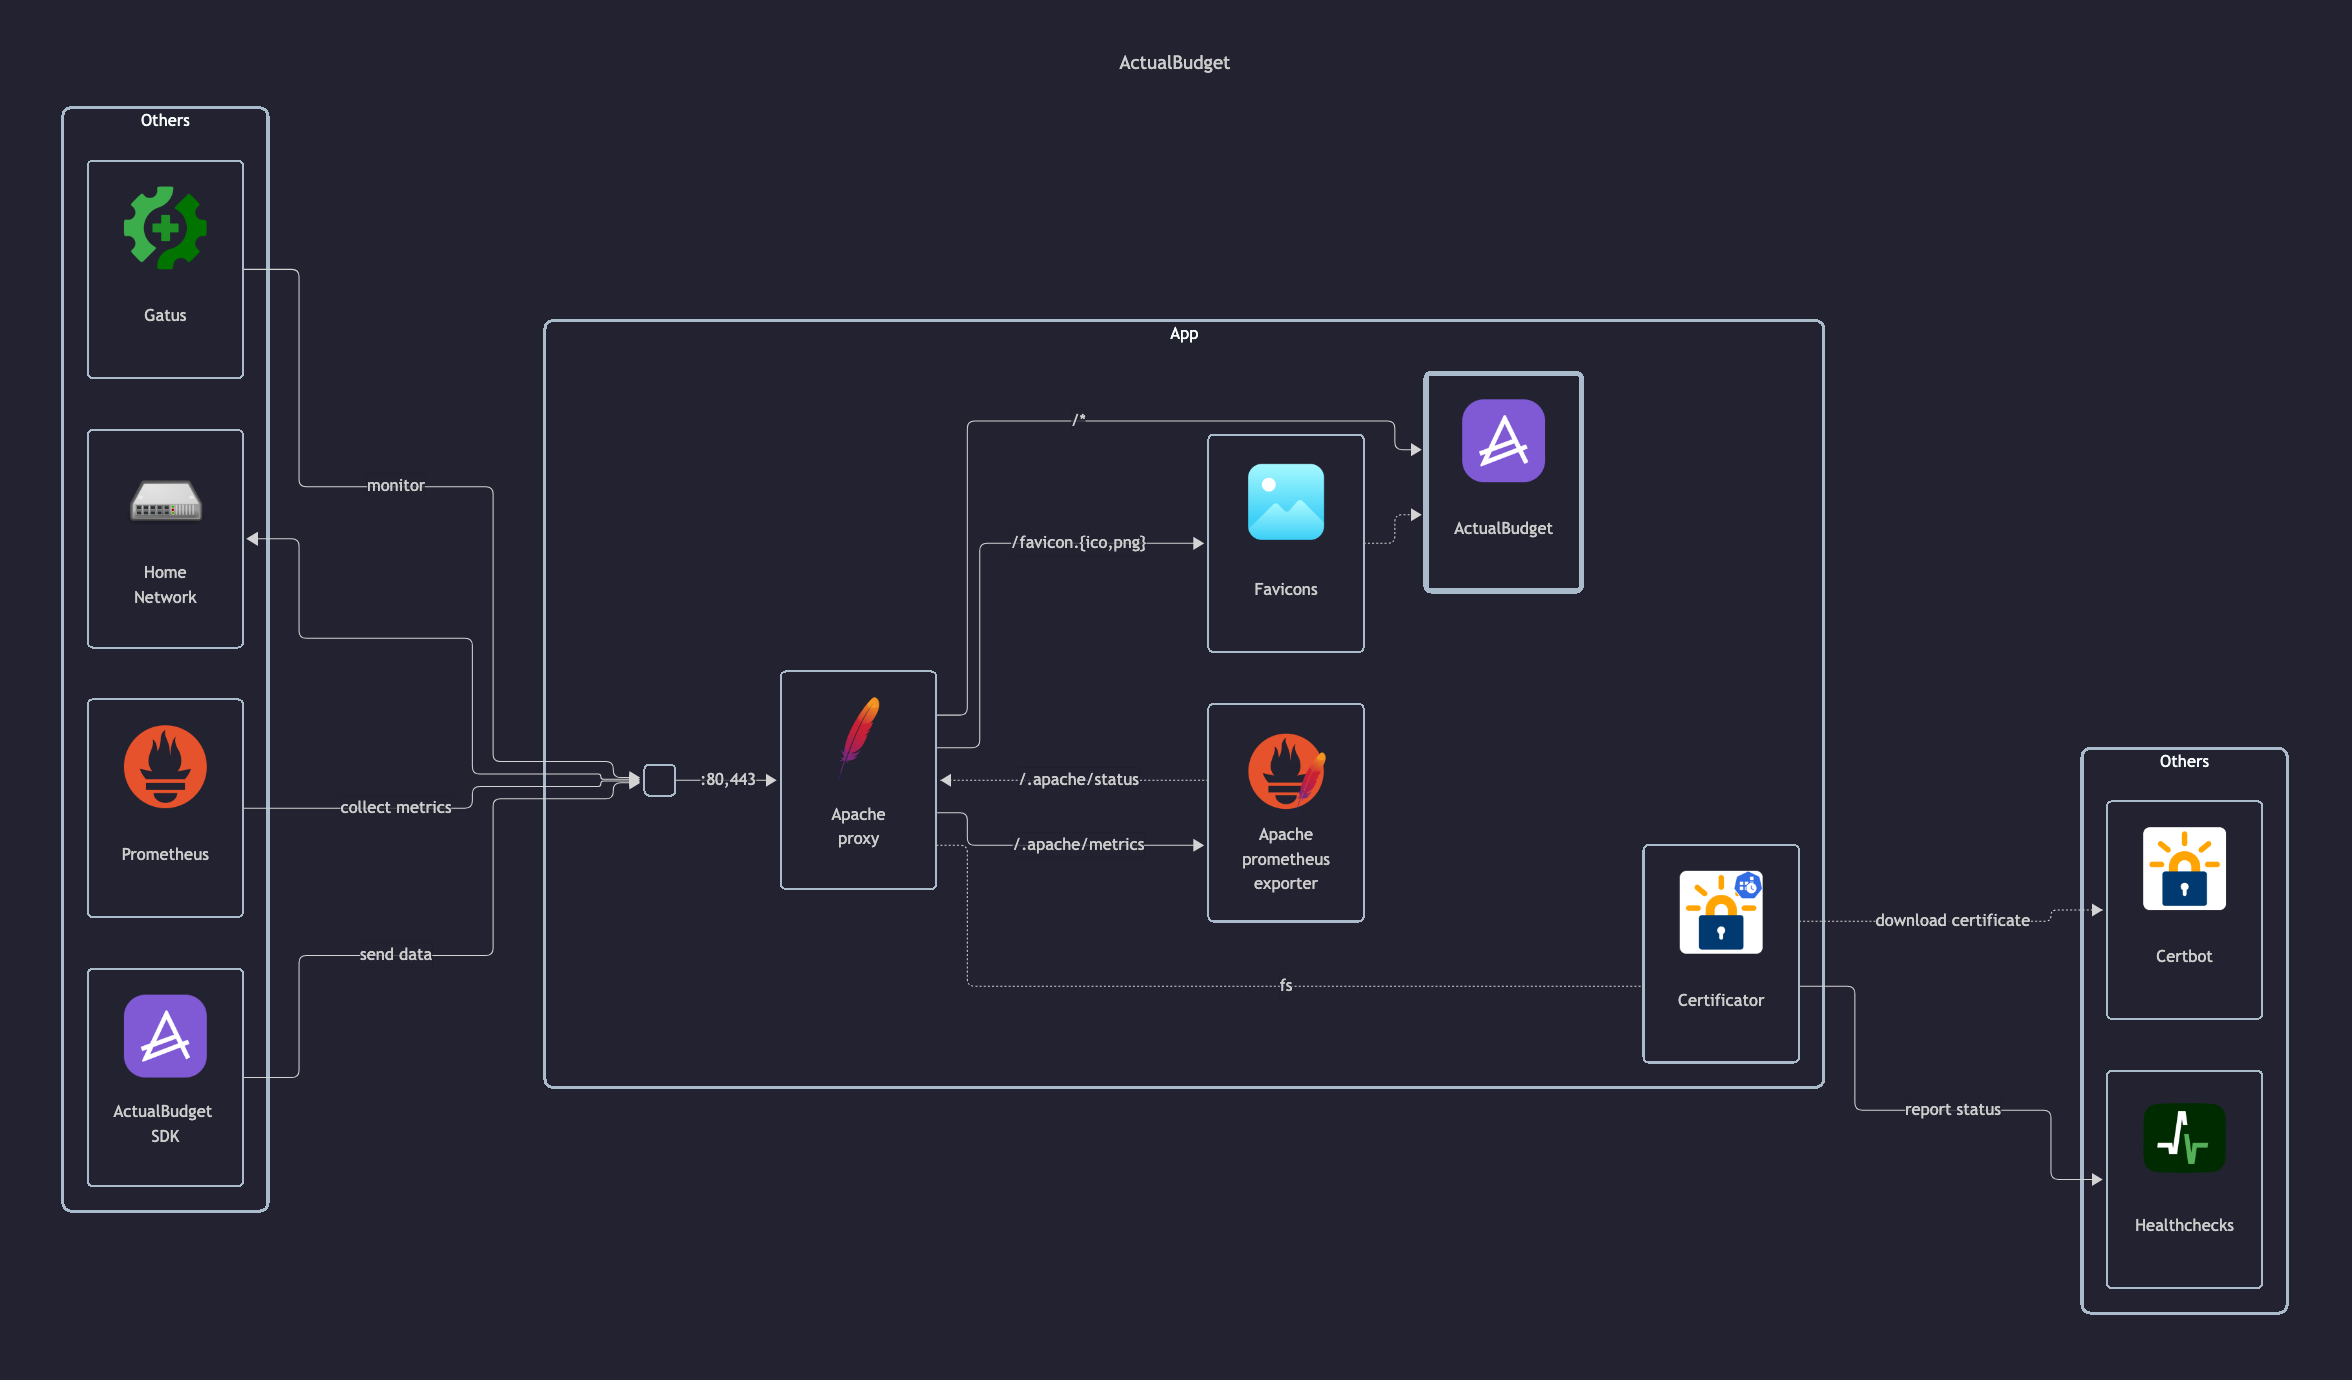 ActualBudget
Others
Gatus
Home
Network
Prometheus
ActualBudget
SDK
monitor
collect metrics
send data
App
:80,443
Apache
proxy
/*
/favicon.{ico,png}
/.apache/status
/.apache/metrics
fs
Favicons
ActualBudget
Apache
prometheus
exporter
Certificator
download certificate
report status
Others
Certbot
Healthchecks